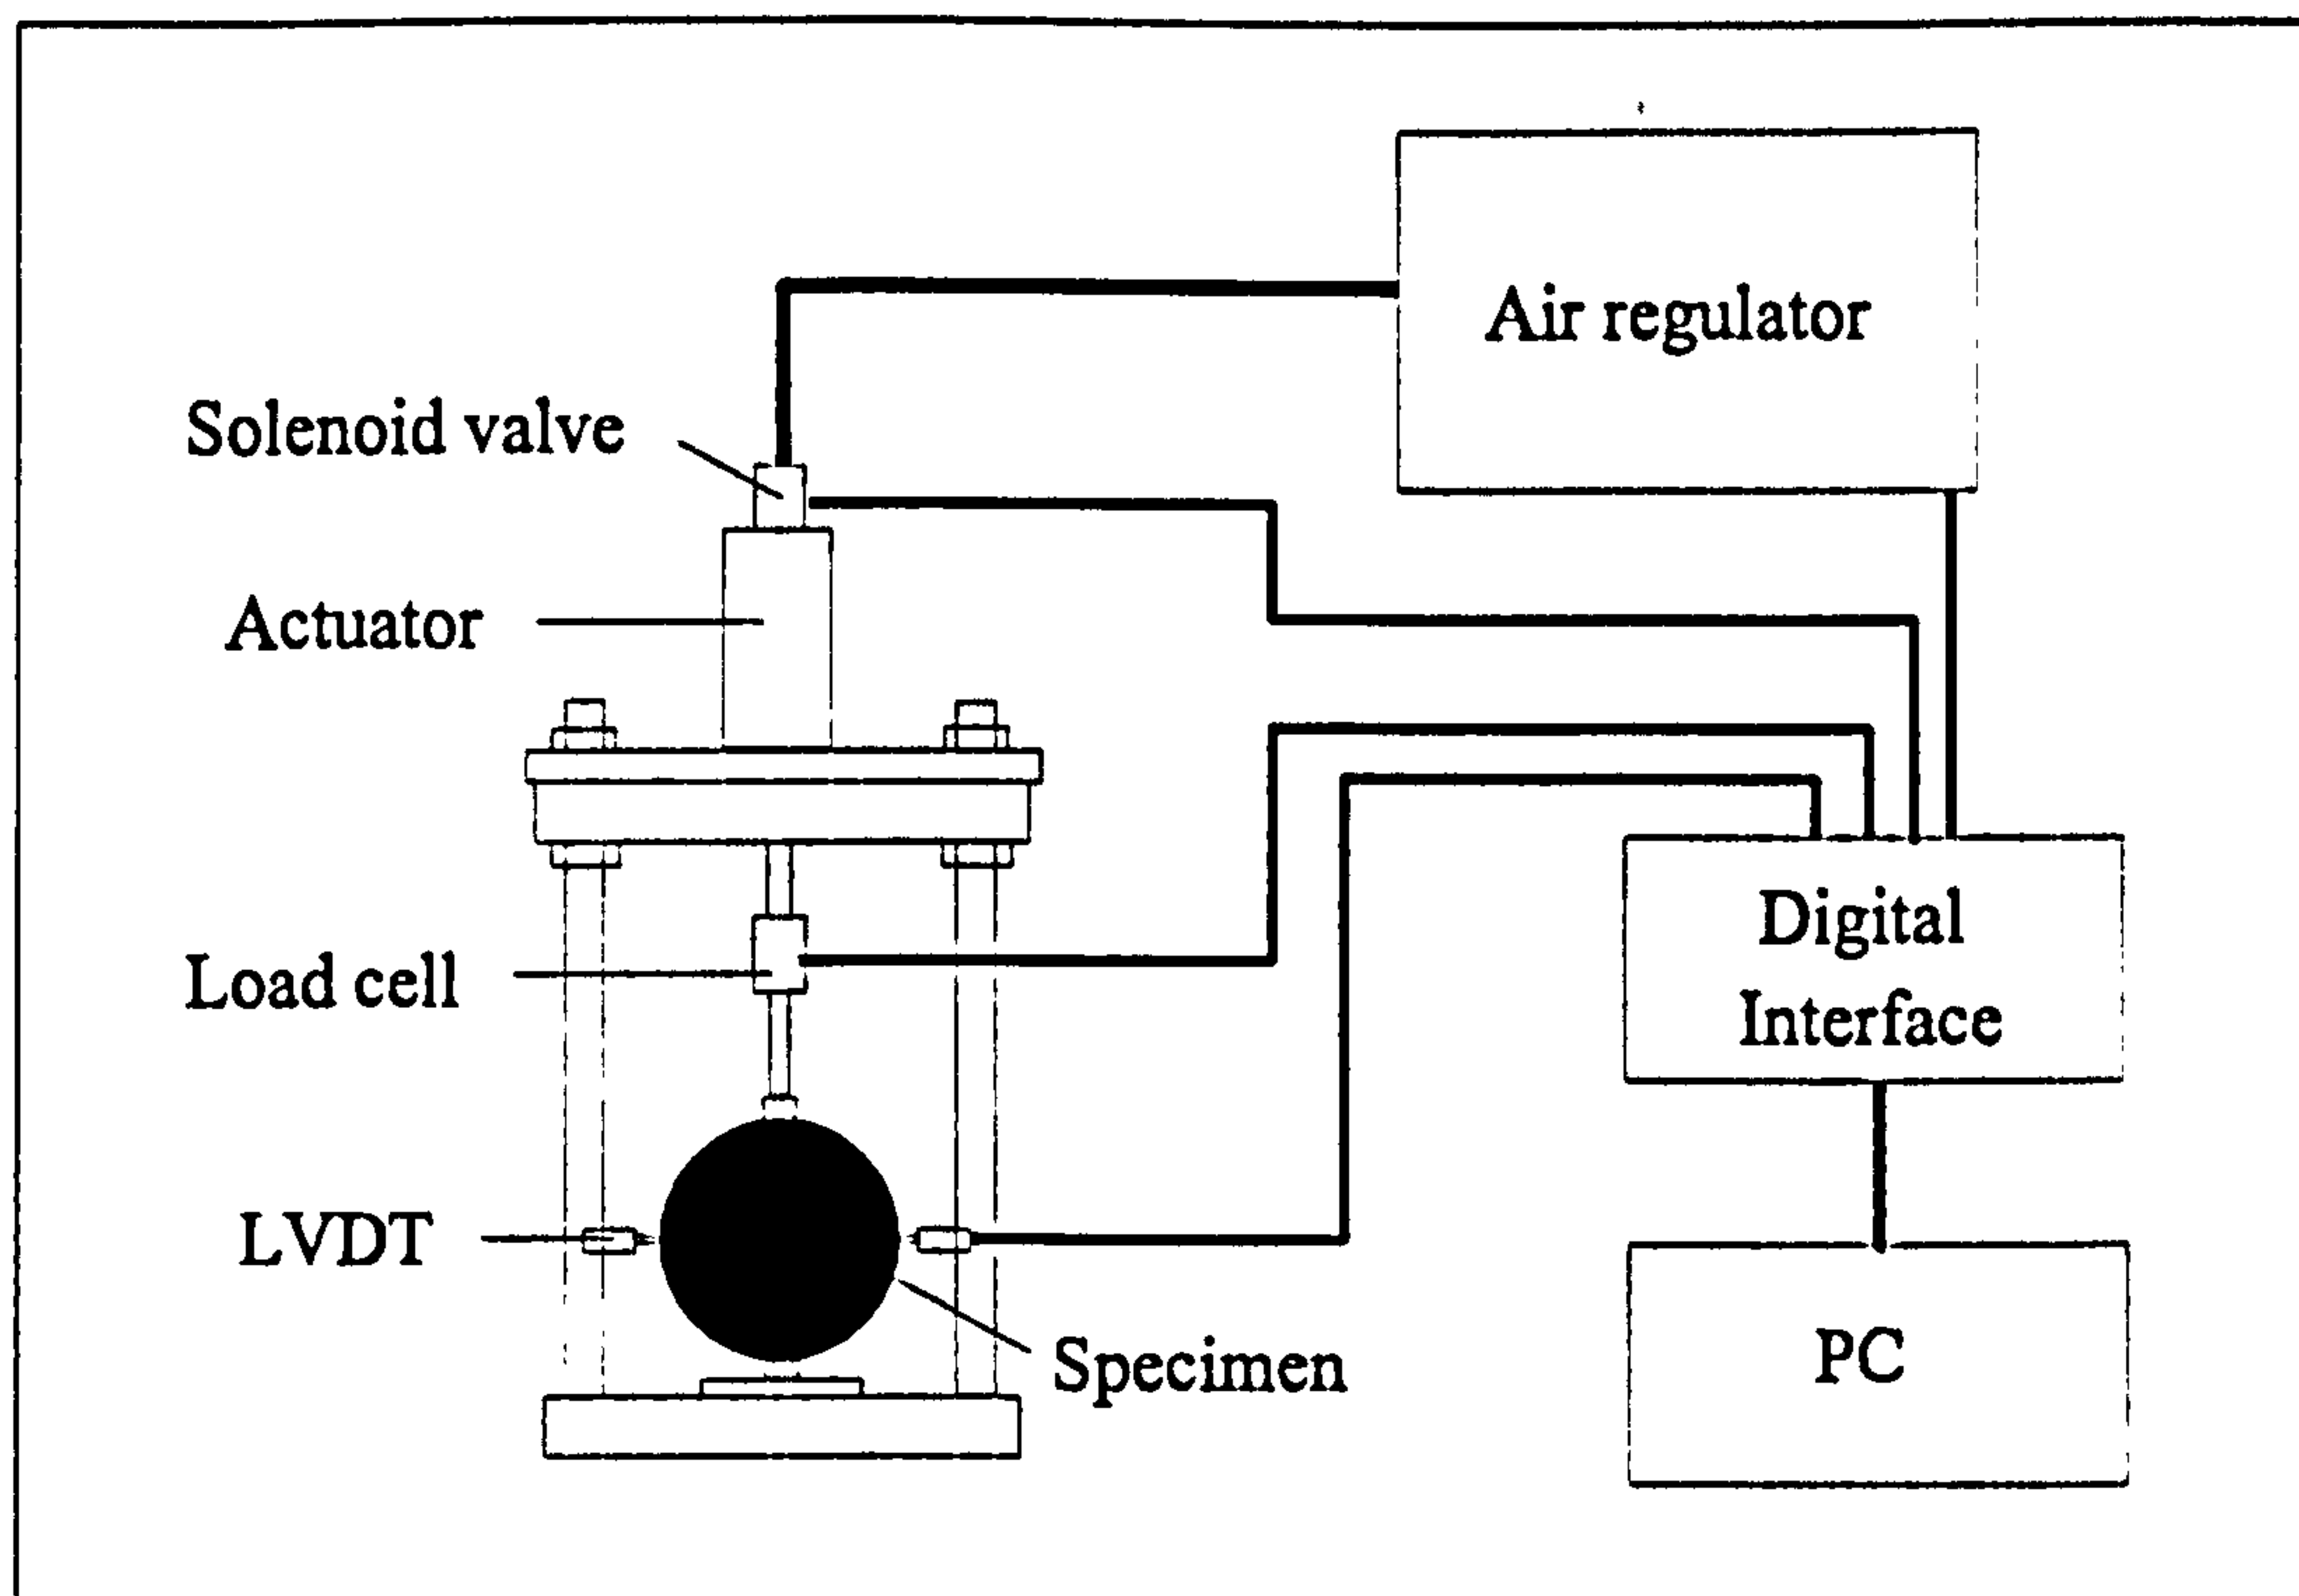 Air regulator
Solenoid valve
Actuator
Digital
Interface
Load cell
LVDT
Specimen
PC